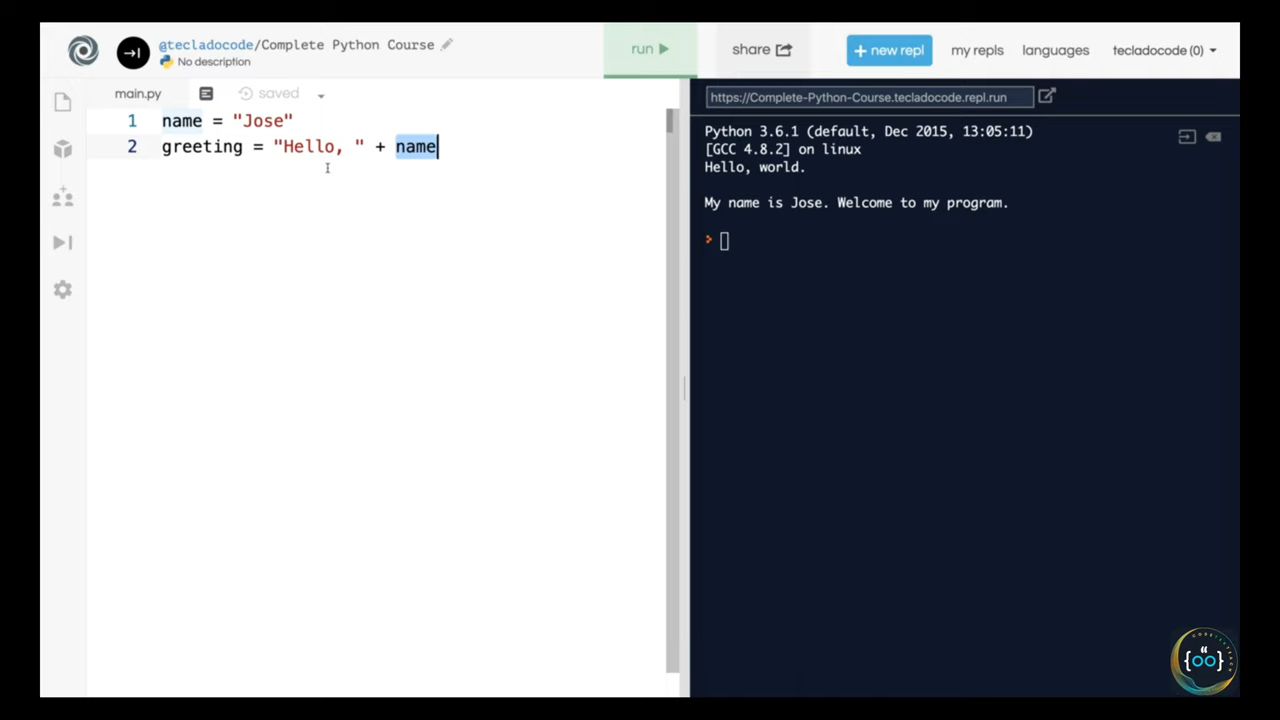 @tecladocode/Complete Python Course
No description
run
share
+ new repl
my repls
languages
tecladocode (0)
main.py
saved
https://Complete-Python-Course.tecladocode.repl.run
1 name = "Jose"
2 greeting = "Hello, " + name
Python 3.6.1 (default, Dec 2015, 13:05:11)
[GCC 4.8.2] on linux
Hello, world.
My name is Jose. Welcome to my program.